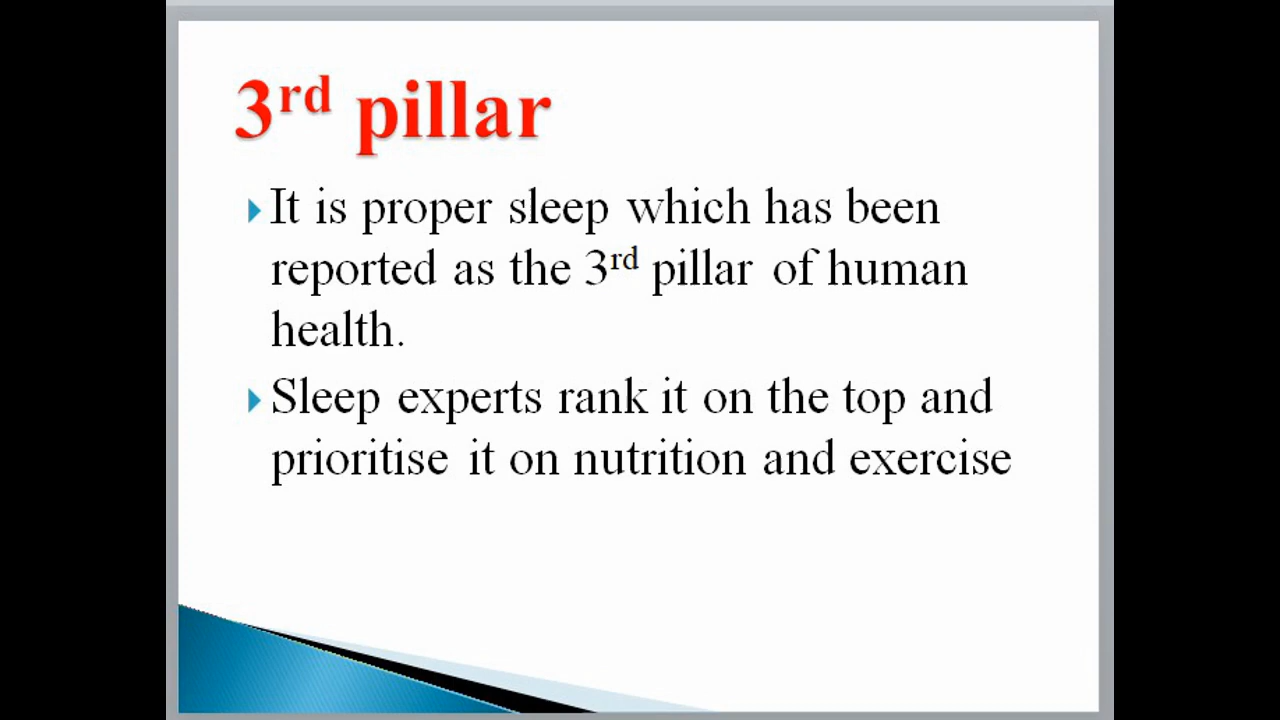 3rd pillar
It is proper sleep which has been
reported as the 3rd pillar of human
health.
Sleep experts rank it on the top and
prioritise it on nutrition and exercise